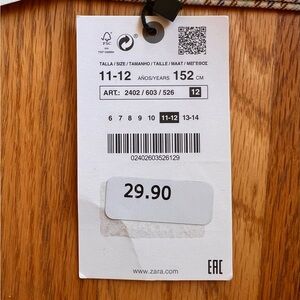 FSC
TALLA / SIZE / TAMANHO / TAILLE / MAAT / ΜΕΓΕΘΟΣ
11-12 AÑOS/YEARS 152 CM
ART.: 2402 / 603 / 526 12
6 7 8 9 10 11-12 13-14
02402603526129
29.90
www.zara.com
EAC